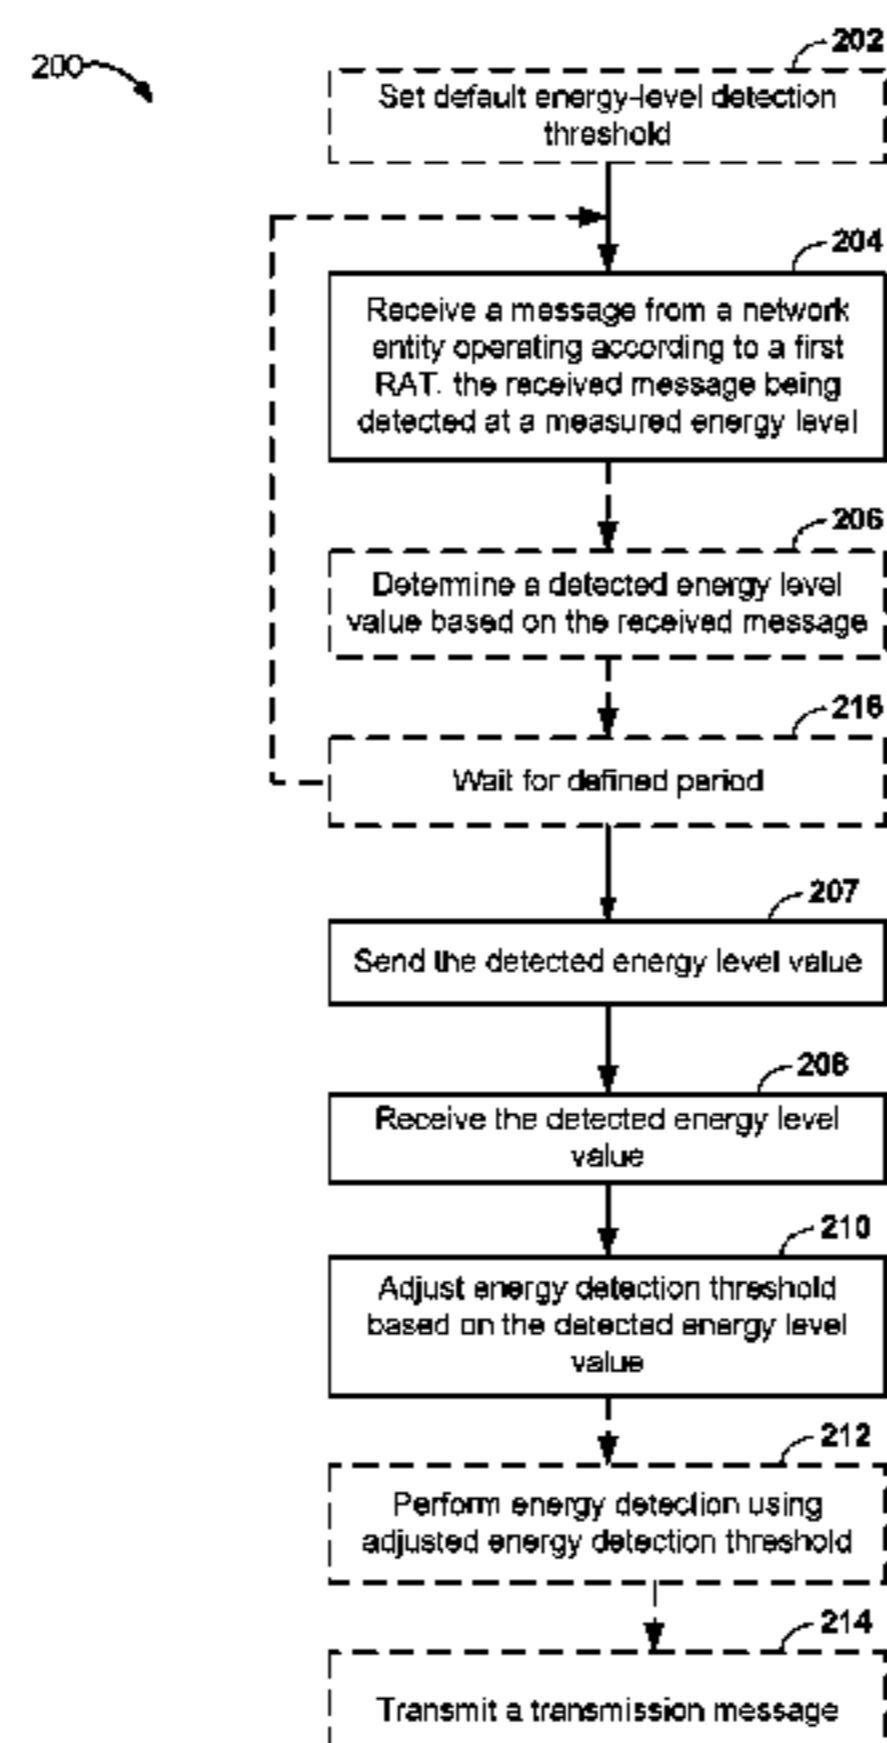 200
202
Set default energy-level detection
threshold
204
Receive a message from a network
entity operating according to a first
RAT. the received message being
detected at a measured energy level
206
Determine a detected energy level
value based on the received message
216
Wait for defined period
207
Send the detected energy level value
208
Receive the detected energy level
value
210
Adjust energy detection threshold
based on the detected energy level
value
212
Perform energy detection using
adjusted energy detection threshold
214
Transmit a transmission message